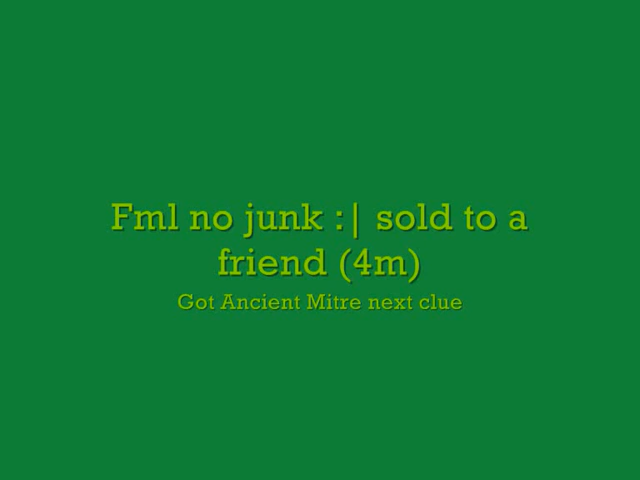 Fml no junk :| sold to a
friend (4m)
Got Ancient Mitre next clue